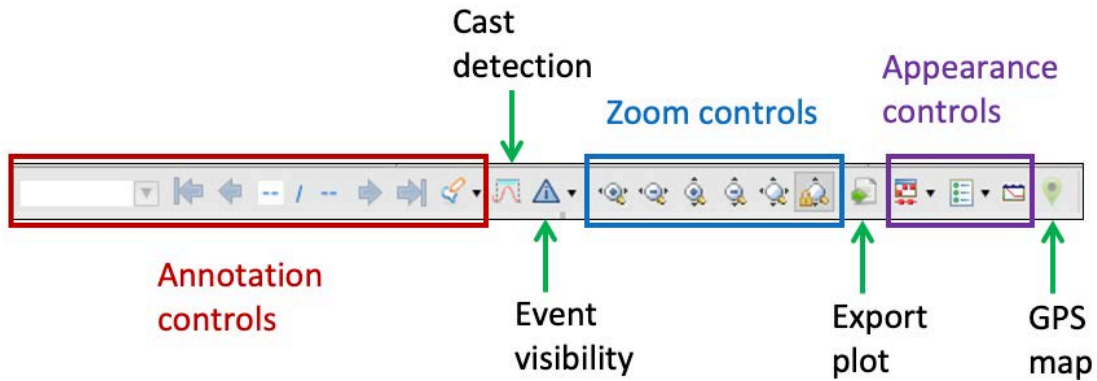 Cast
detection
Appearance
controls
Zoom controls
-- / --
Annotation
controls
Event
visibility
Export
plot
GPS
map